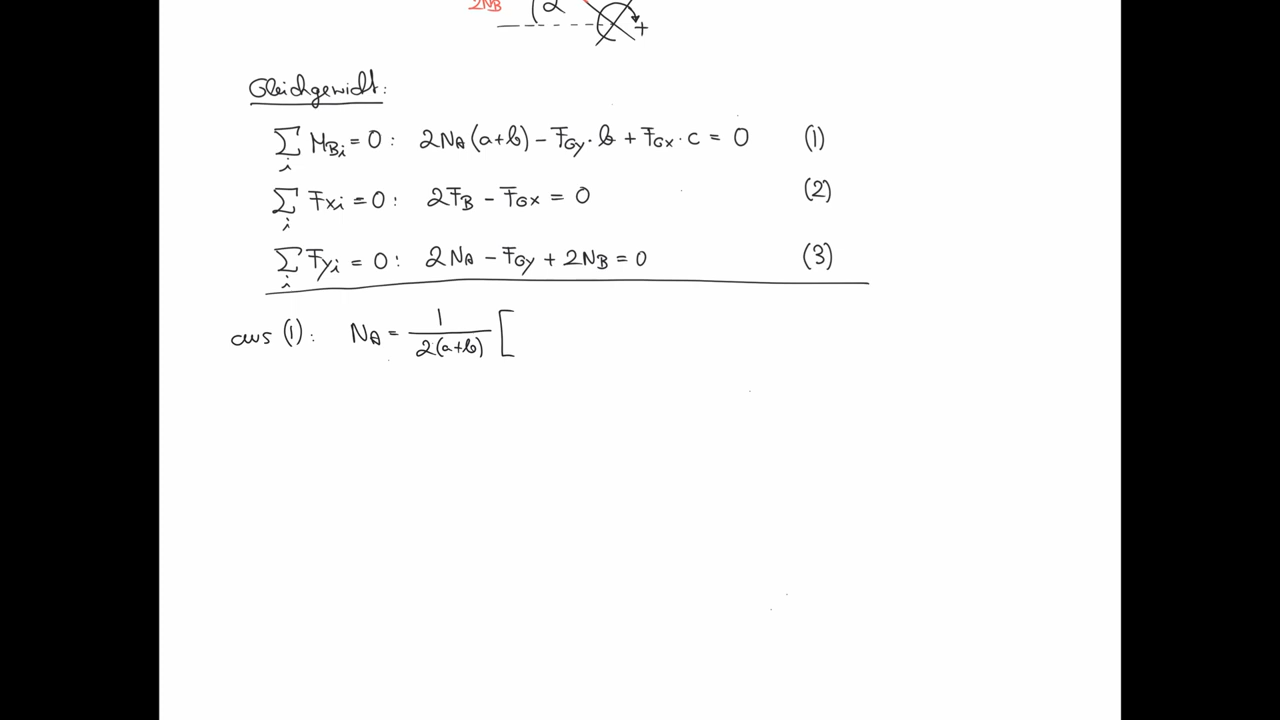 2NB α
+
Gleichgewicht:
∑i MBi = 0: 2NA(a+b) - FGy · b + FGx · c = 0 (1)
∑i Fxi = 0: 2FB - FGx = 0 (2)
∑i Fyi = 0: 2NA - FGy + 2NB = 0 (3)
aus (1): NA = 1/2(a+b) [